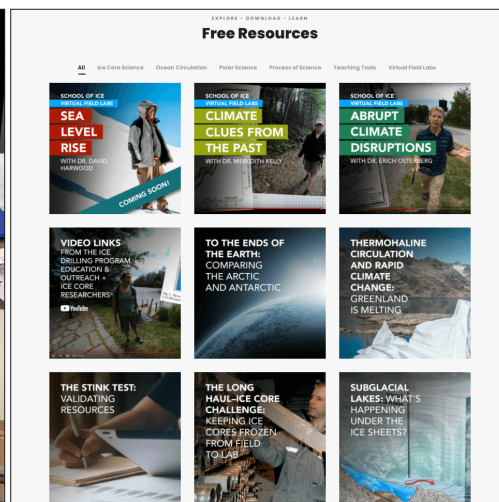 EXPLORE - DOWNLOAD - LEARN
Free Resources
All Ice Core Science Ocean Circulation Polar Science Process of Science Teaching Tools Virtual Field Labs
SCHOOL OF ICE
VIRTUAL FIELD LABS
SEA
LEVEL
RISE
WITH DR. DAVID
HARWOOD
COMING SOON!
SCHOOL OF ICE
VIRTUAL FIELD LABS
CLIMATE
CLUES FROM
THE PAST
WITH DR. MEREDITH KELLY
SCHOOL OF ICE
VIRTUAL FIELD LABS
ABRUPT
CLIMATE
DISRUPTIONS
WITH DR. ERICH OSTERBERG
VIDEO LINKS
FROM THE ICE
DRILLING PROGRAM
EDUCATION &
OUTREACH +
ICE CORE
RESEARCHERS
YouTube
TO THE ENDS OF
THE EARTH:
COMPARING
THE ARCTIC
AND ANTARCTIC
THERMOHALINE
CIRCULATION
AND RAPID
CLIMATE
CHANGE:
GREENLAND
IS MELTING
THE STINK TEST:
VALIDATING
RESOURCES
THE LONG
HAUL–ICE CORE
CHALLENGE:
KEEPING ICE
CORES FROZEN
FROM FIELD
TO LAB
SUBGLACIAL
LAKES: WHAT'S
HAPPENING
UNDER THE
ICE SHEETS?